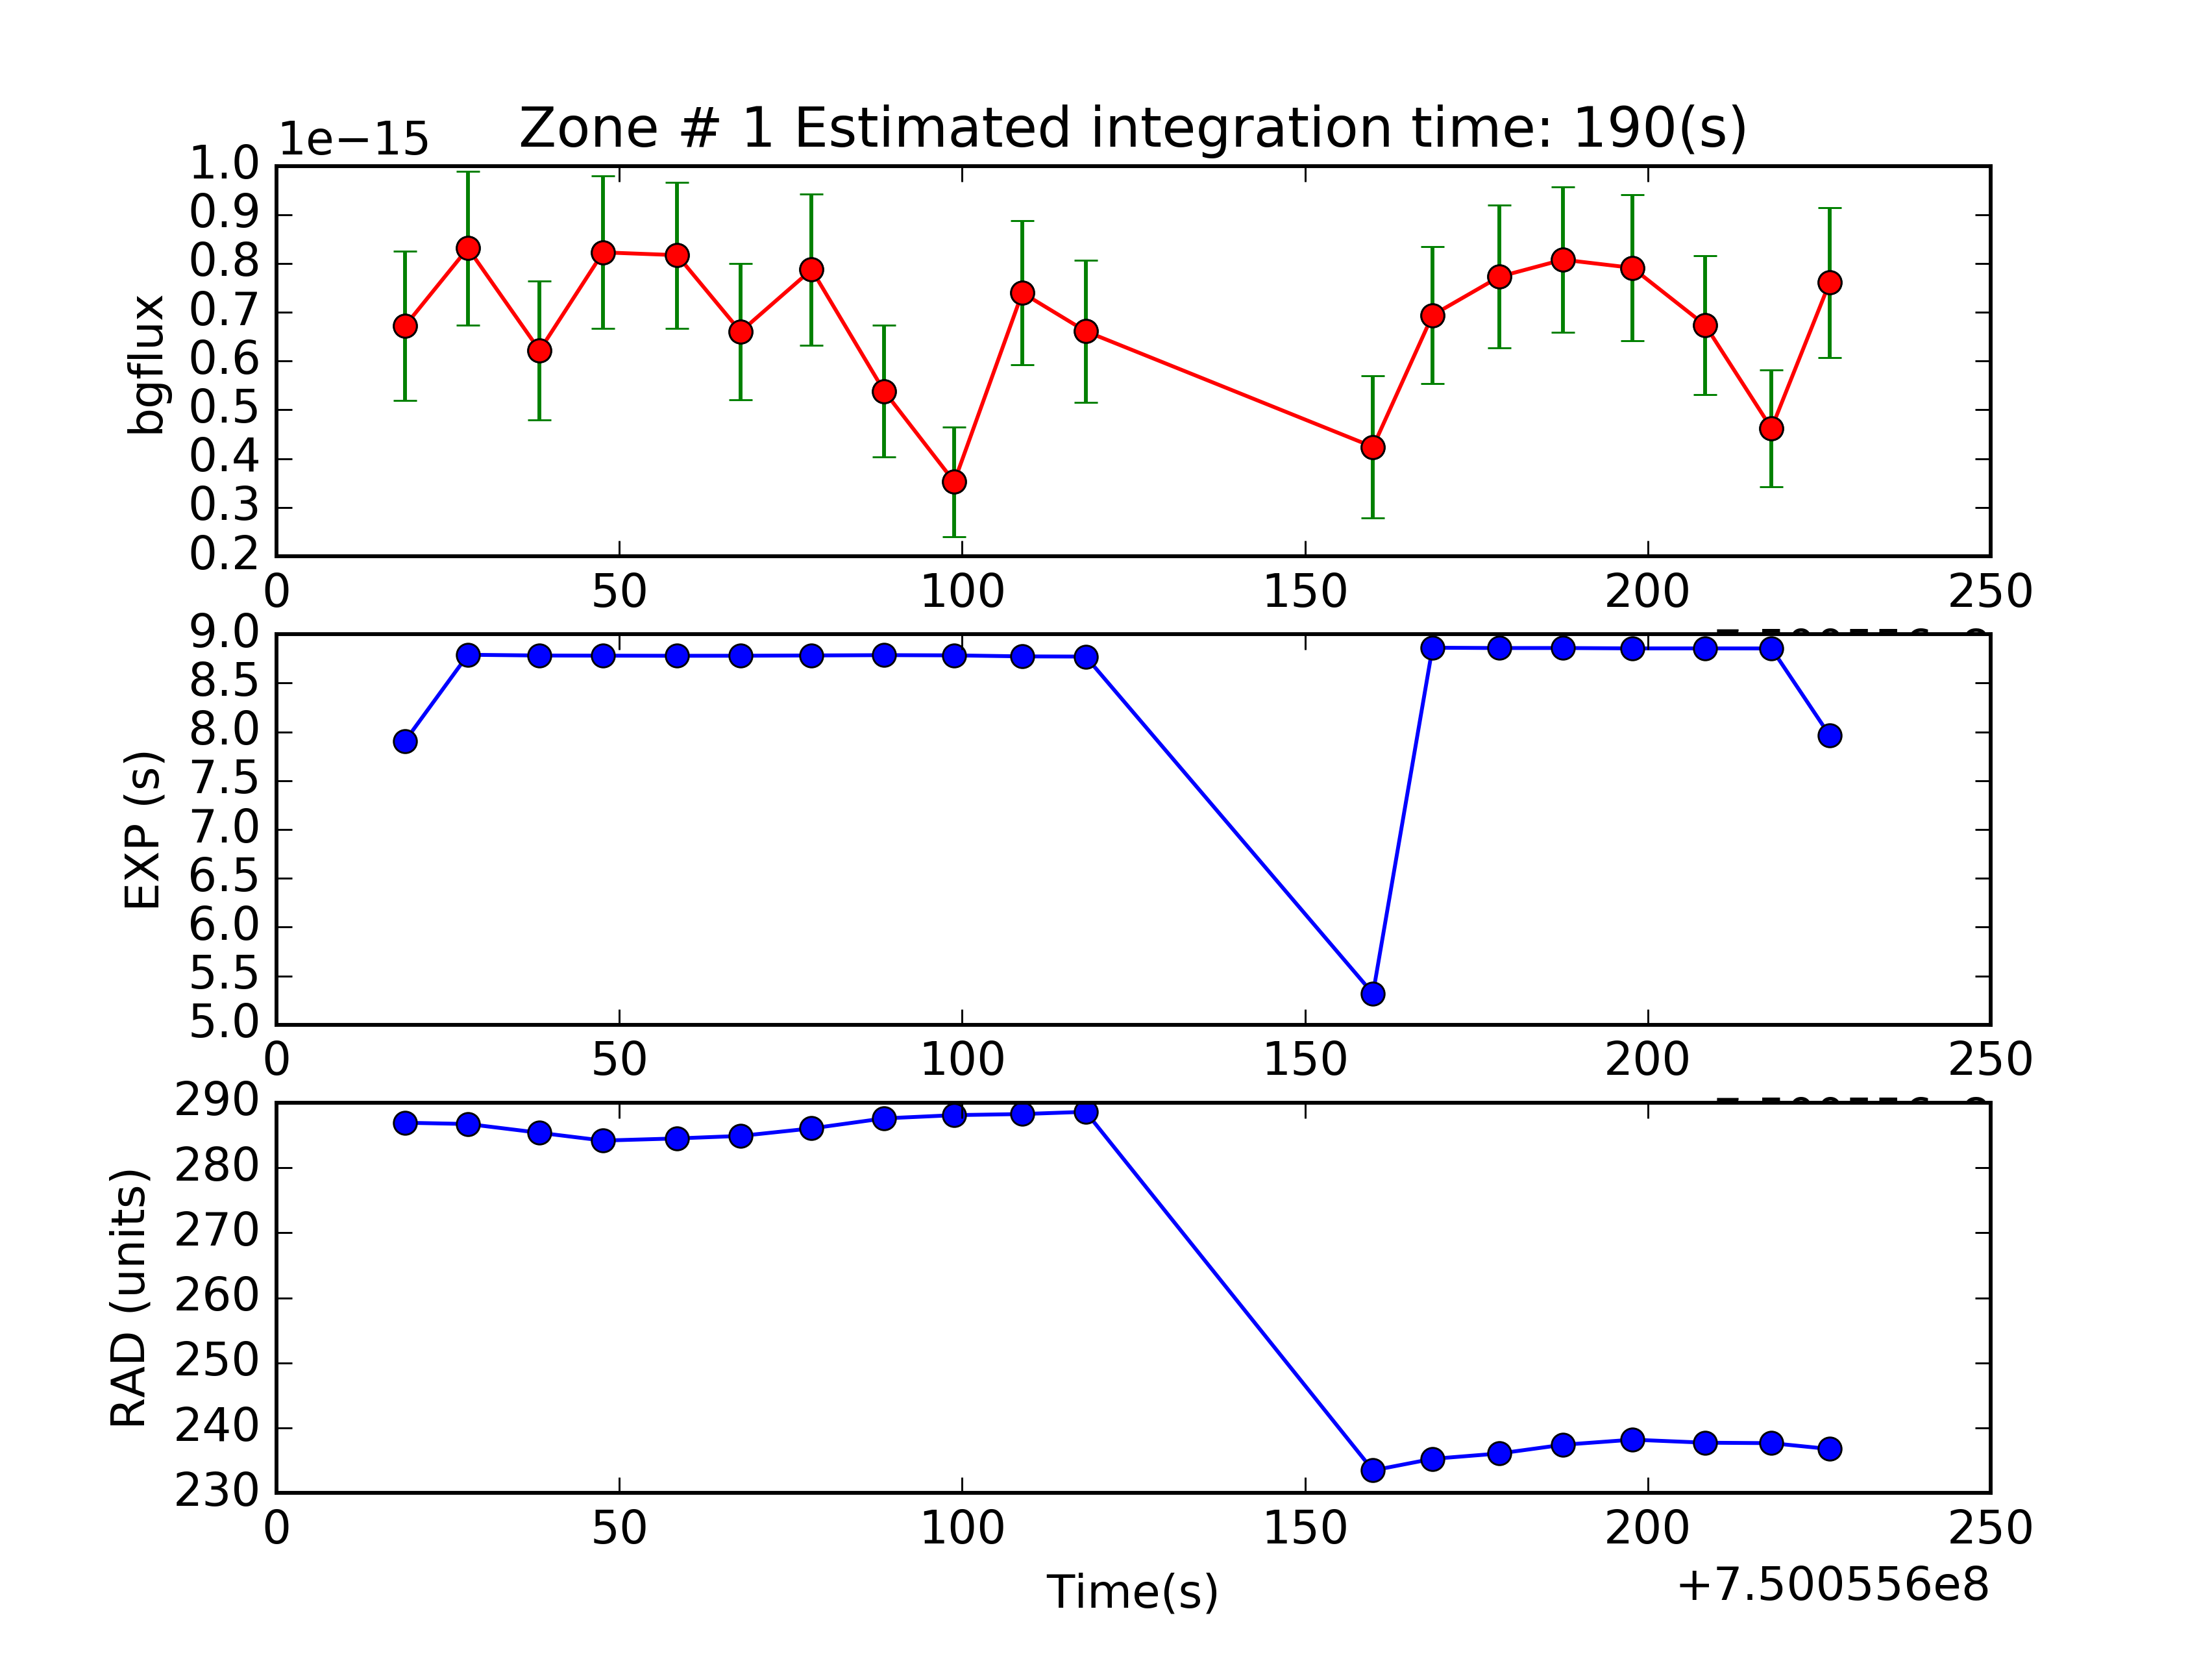 Zone # 1 Estimated integration time: 190(s)
1e−15
1.0
0.9
0.8
0.7
0.6
0.5
0.4
0.3
0.2
bgflux
0 50 100 150 200 250
9.0
8.5
8.0
7.5
7.0
6.5
6.0
5.5
5.0
EXP (s)
0 50 100 150 200 250
290
280
270
260
250
240
230
RAD (units)
0 50 100 150 200 250
Time(s)
+7.500556e8